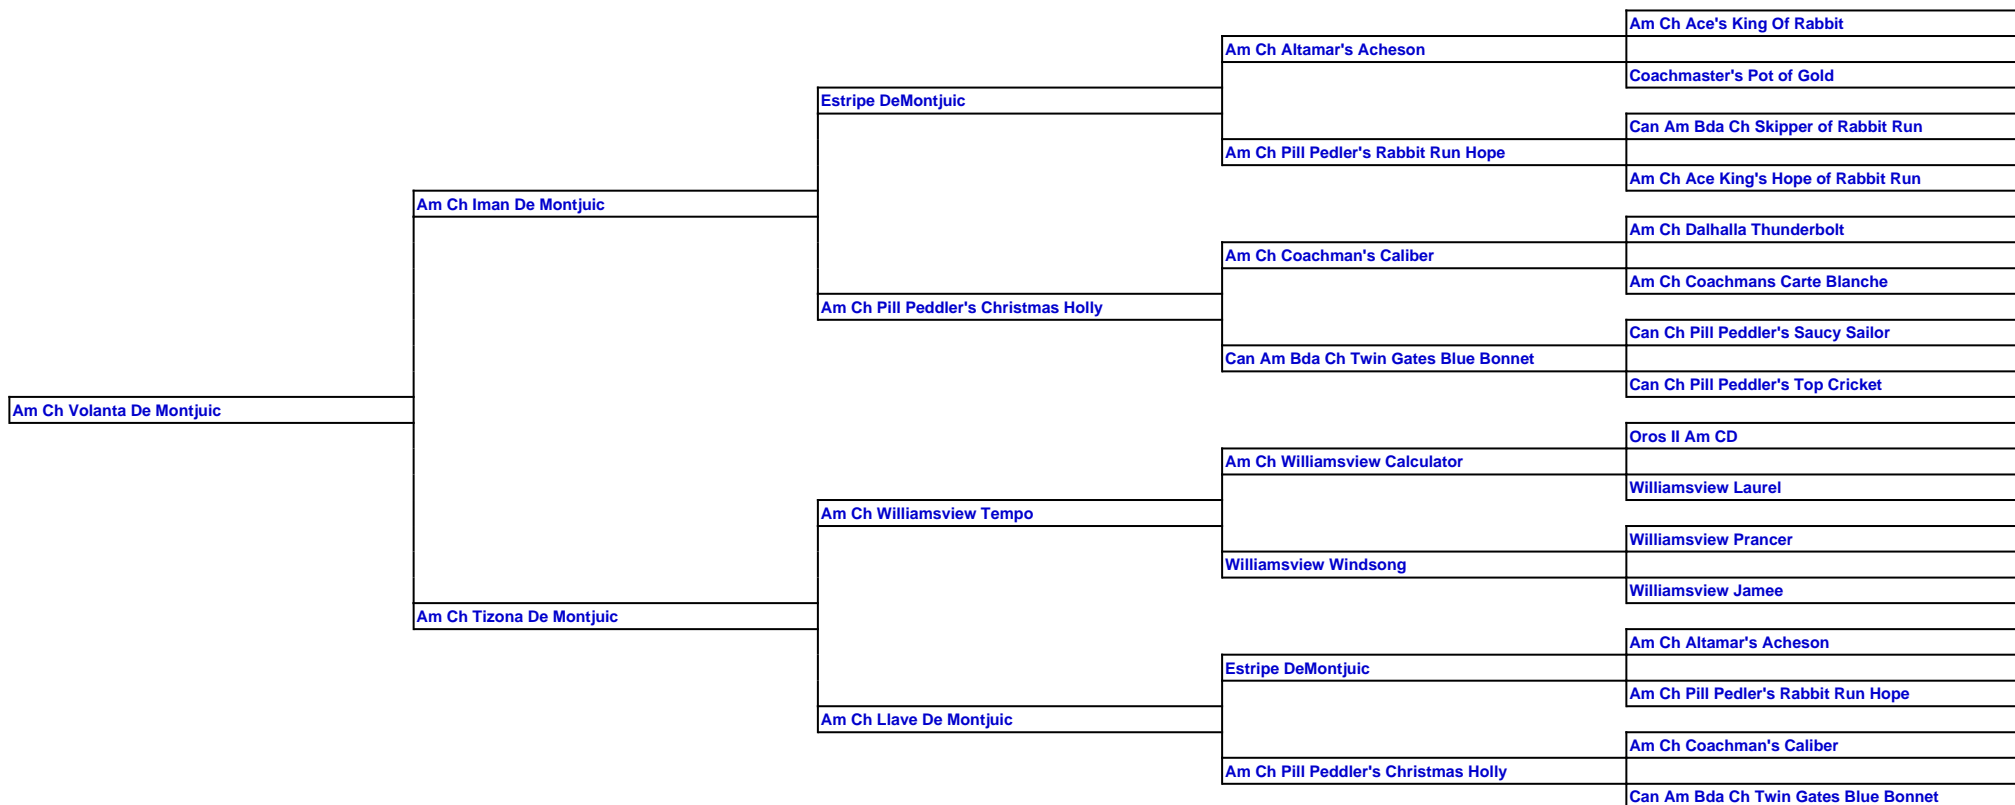 Am Ch Ace's King Of Rabbit
Am Ch Altamar's Acheson
Coachmaster's Pot of Gold
Estripe DeMontjuic
Can Am Bda Ch Skipper of Rabbit Run
Am Ch Pill Pedler's Rabbit Run Hope
Am Ch Ace King's Hope of Rabbit Run
Am Ch Iman De Montjuic
Am Ch Dalhalla Thunderbolt
Am Ch Coachman's Caliber
Am Ch Coachmans Carte Blanche
Am Ch Pill Peddler's Christmas Holly
Can Ch Pill Peddler's Saucy Sailor
Can Am Bda Ch Twin Gates Blue Bonnet
Can Ch Pill Peddler's Top Cricket
Am Ch Volanta De Montjuic
Oros II Am CD
Am Ch Williamsview Calculator
Williamsview Laurel
Am Ch Williamsview Tempo
Williamsview Prancer
Williamsview Windsong
Williamsview Jamee
Am Ch Tizona De Montjuic
Am Ch Altamar's Acheson
Estripe DeMontjuic
Am Ch Pill Pedler's Rabbit Run Hope
Am Ch Llave De Montjuic
Am Ch Coachman's Caliber
Am Ch Pill Peddler's Christmas Holly
Can Am Bda Ch Twin Gates Blue Bonnet